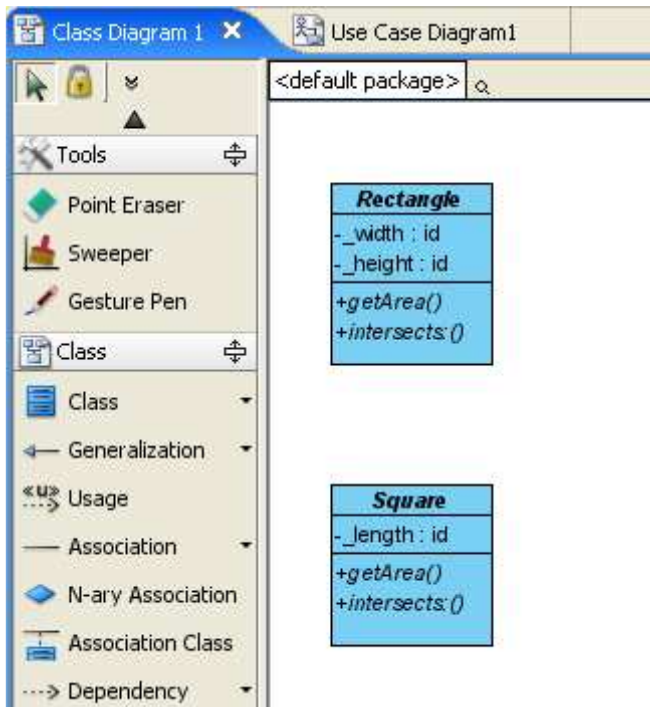 Class Diagram 1
Use Case Diagram1
<default package>
Tools
Point Eraser
Sweeper
Gesture Pen
Class
Class
Generalization
«U» Usage
Association
N-ary Association
Association Class
Dependency
Rectangle
-_width : id
-_height : id
+getArea()
+intersects:()
Square
-_length : id
+getArea()
+intersects:()